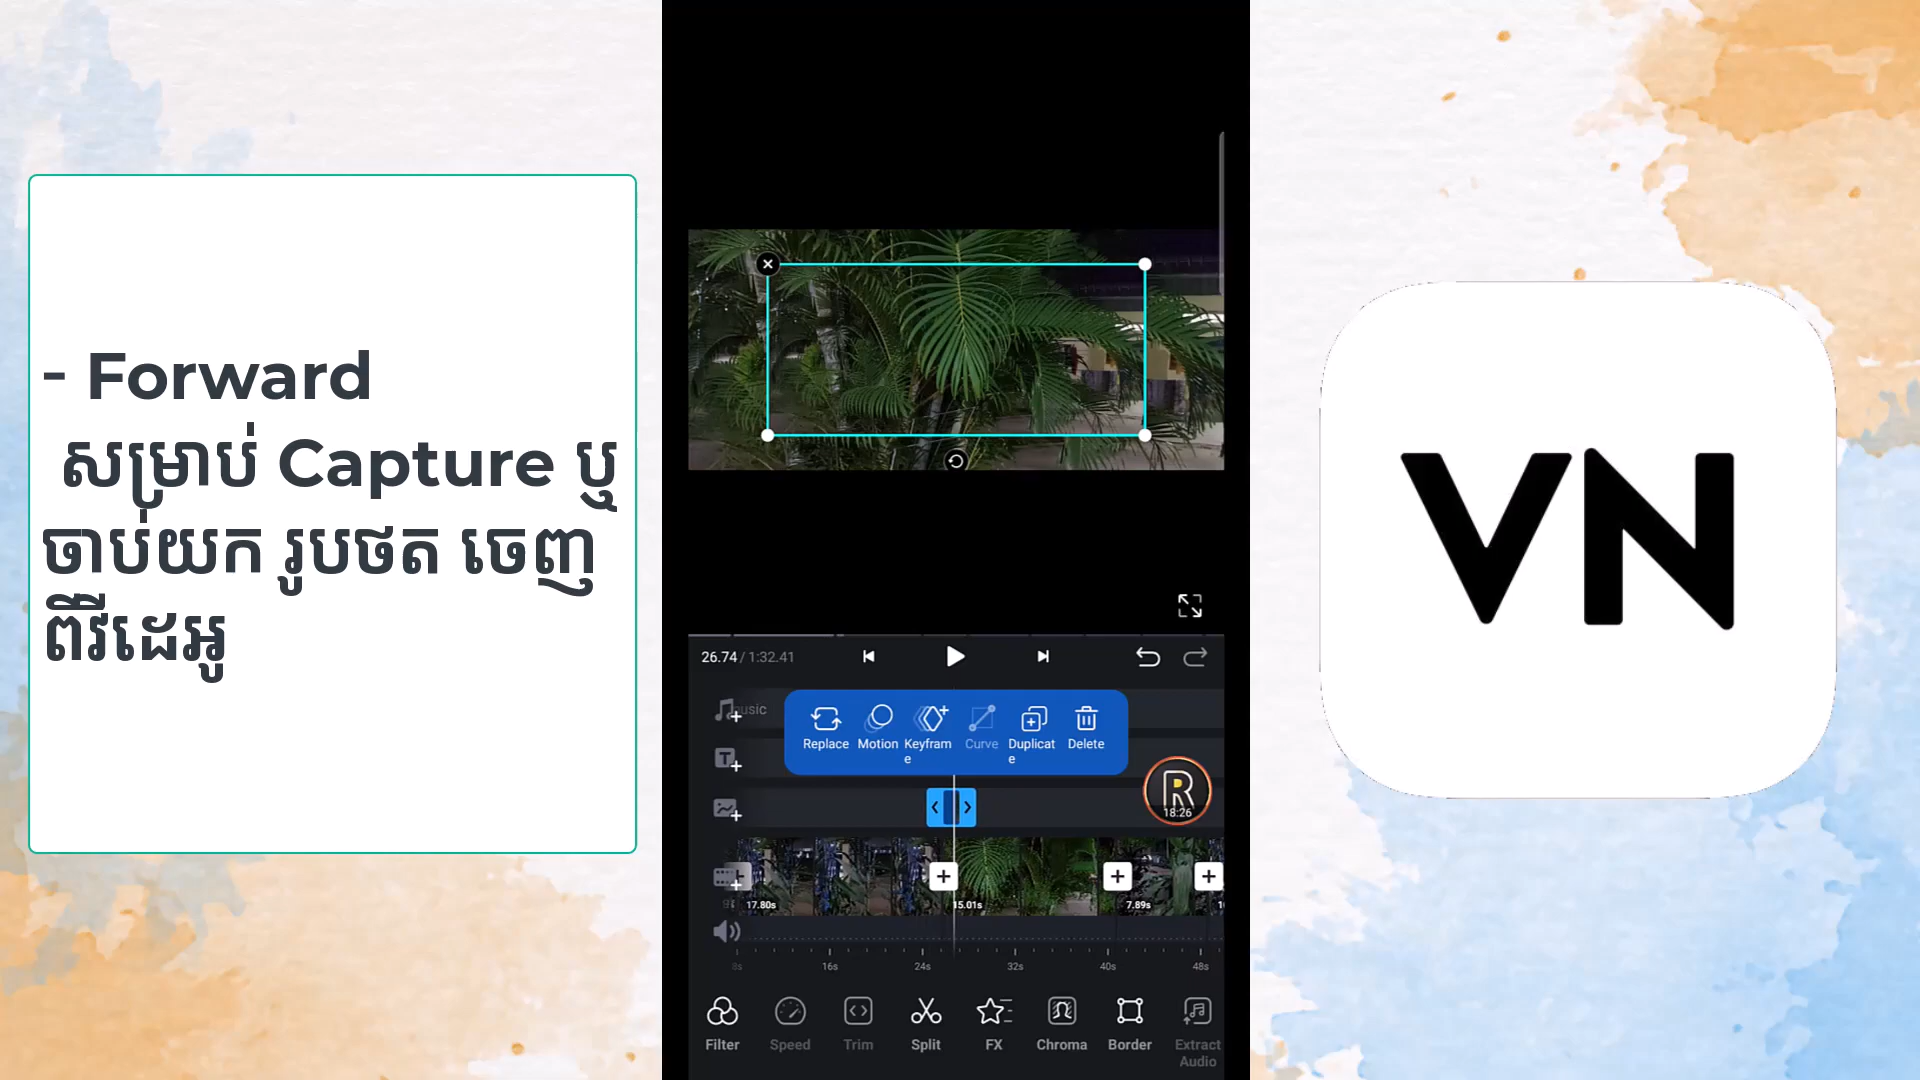 - Forward
សម្រាប់ Capture ឬ
ចាប់យក រូបថត ចេញ
ពីវីដេអូ
26.74 / 1:32.41
usic
Replace Motion Keyfram Curve Duplicat Delete
e e
R
18:26
17.80s 15.01s 7.89s
8s 16s 24s 32s 40s 48s
Filter Speed Trim Split FX Chroma Border Extract
Audio
VN